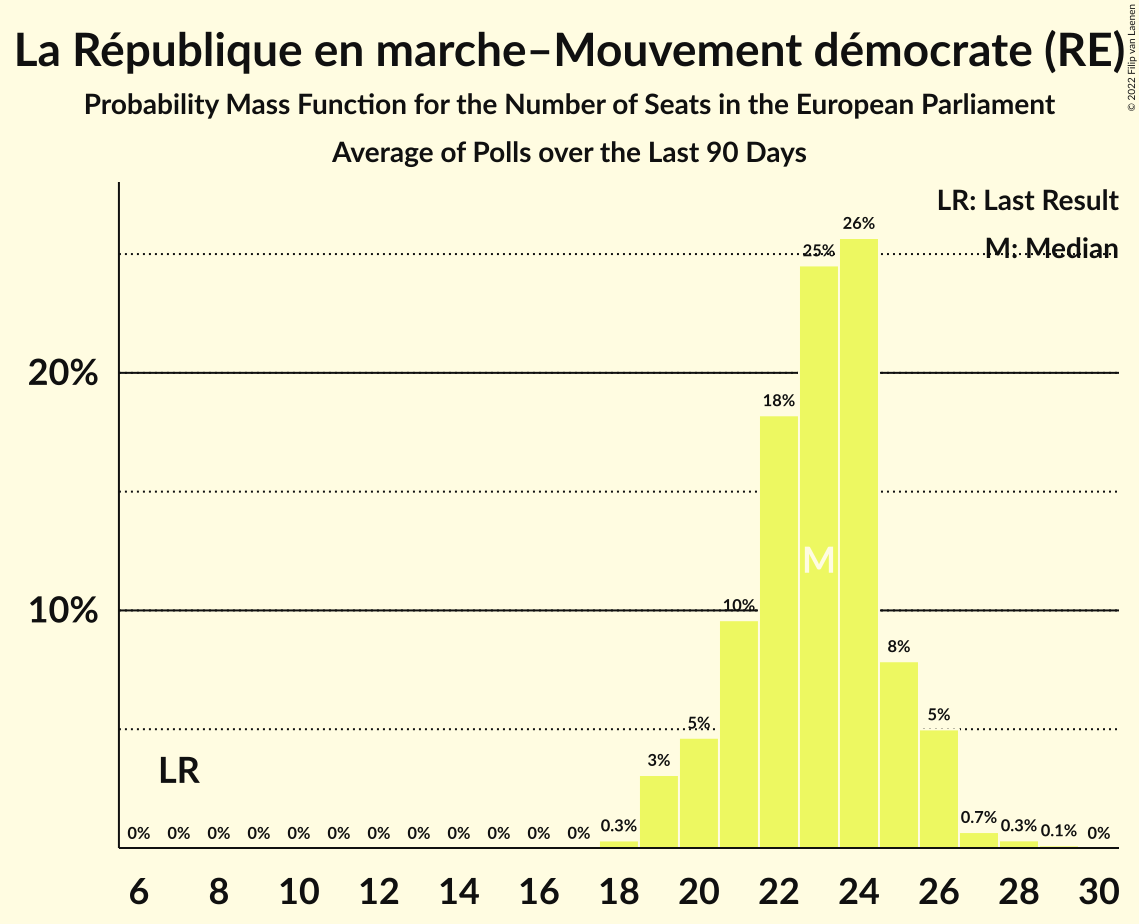 La République en marche–Mouvement démocrate (RE)
© 2022 Filip van Laenen
Probability Mass Function for the Number of Seats in the European Parliament
Average of Polls over the Last 90 Days
LR: Last Result
M: Median
26%
25%
20%
18%
M
10%
10%
8%
5%
5%
3%
LR
0% 0% 0% 0% 0% 0% 0% 0% 0% 0% 0% 0% 0.3% 0.7% 0.3% 0.1% 0%
6 8 10 12 14 16 18 20 22 24 26 28 30